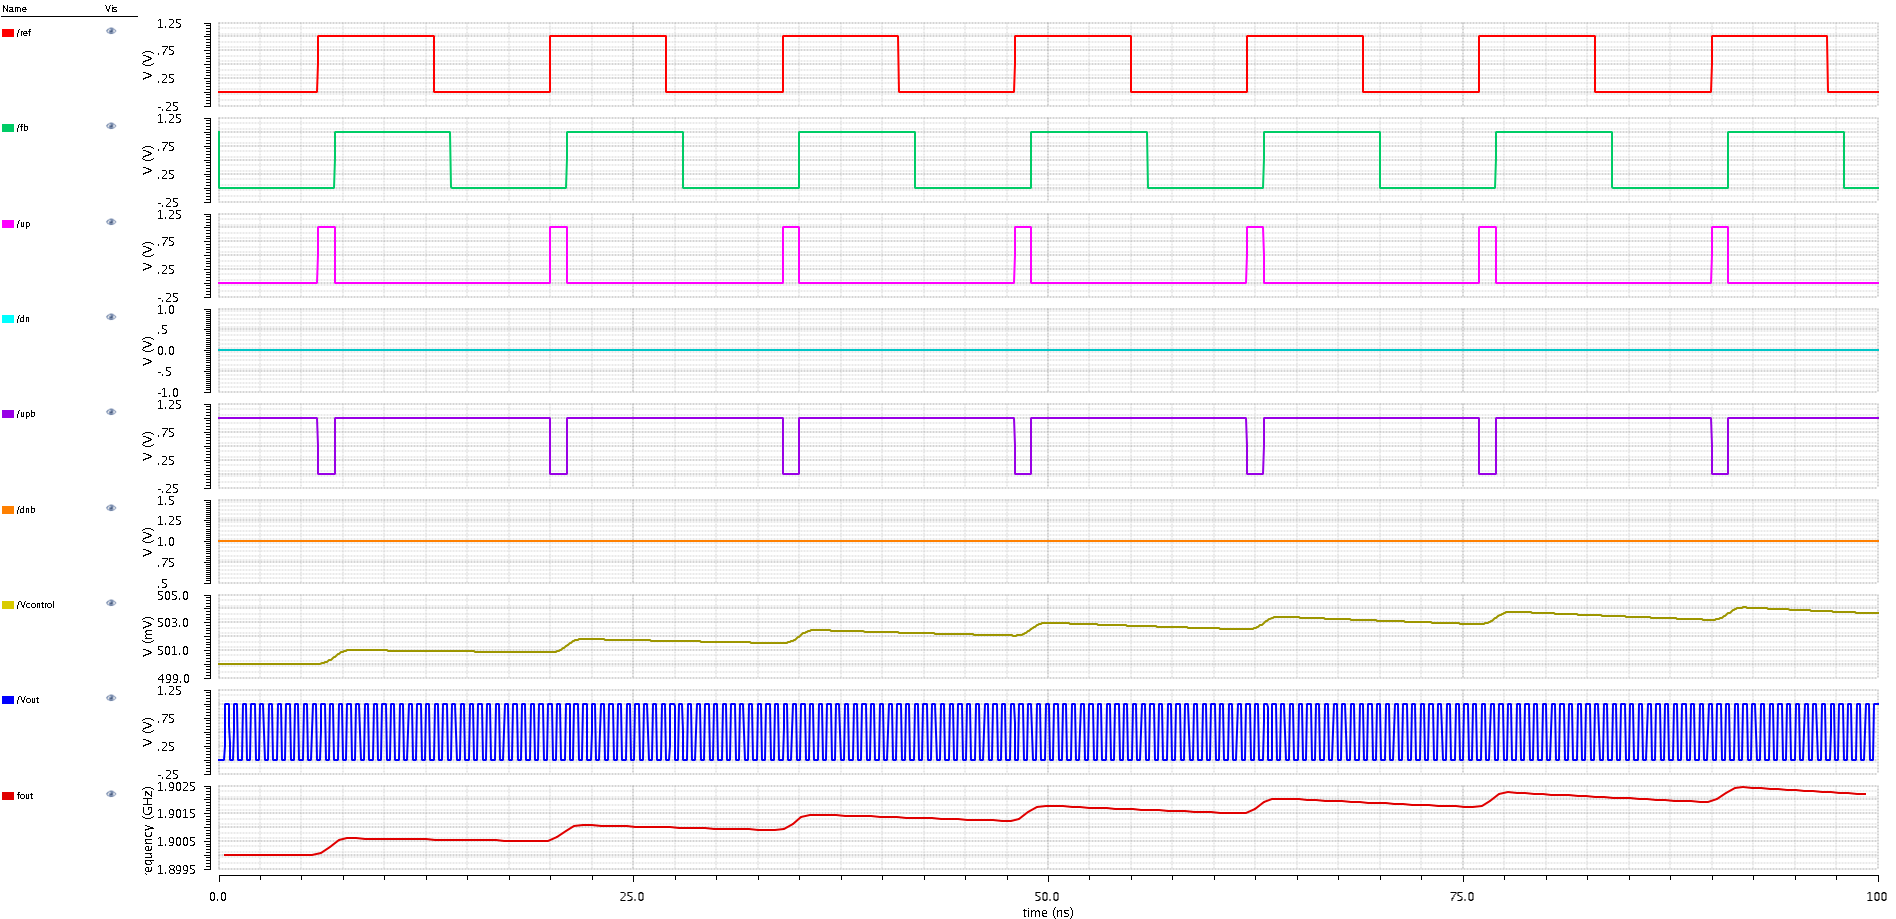 Name Vis
/ref
1.25
.75
.25
-.25
V (V)
/fb
1.25
.75
.25
-.25
V (V)
/up
1.25
.75
.25
-.25
V (V)
/dn
1.0
.5
0.0
-.5
-1.0
V (V)
/upb
1.25
.75
.25
-.25
V (V)
/dnb
1.5
1.25
1.0
.75
.5
V (V)
/Vcontrol
505.0
503.0
501.0
499.0
V (mV)
/Vout
1.25
.75
.25
-.25
V (V)
fout
1.9025
1.9015
1.9005
1.8995
equency (GHz)
0.0 25.0 50.0 75.0 100
time (ns)